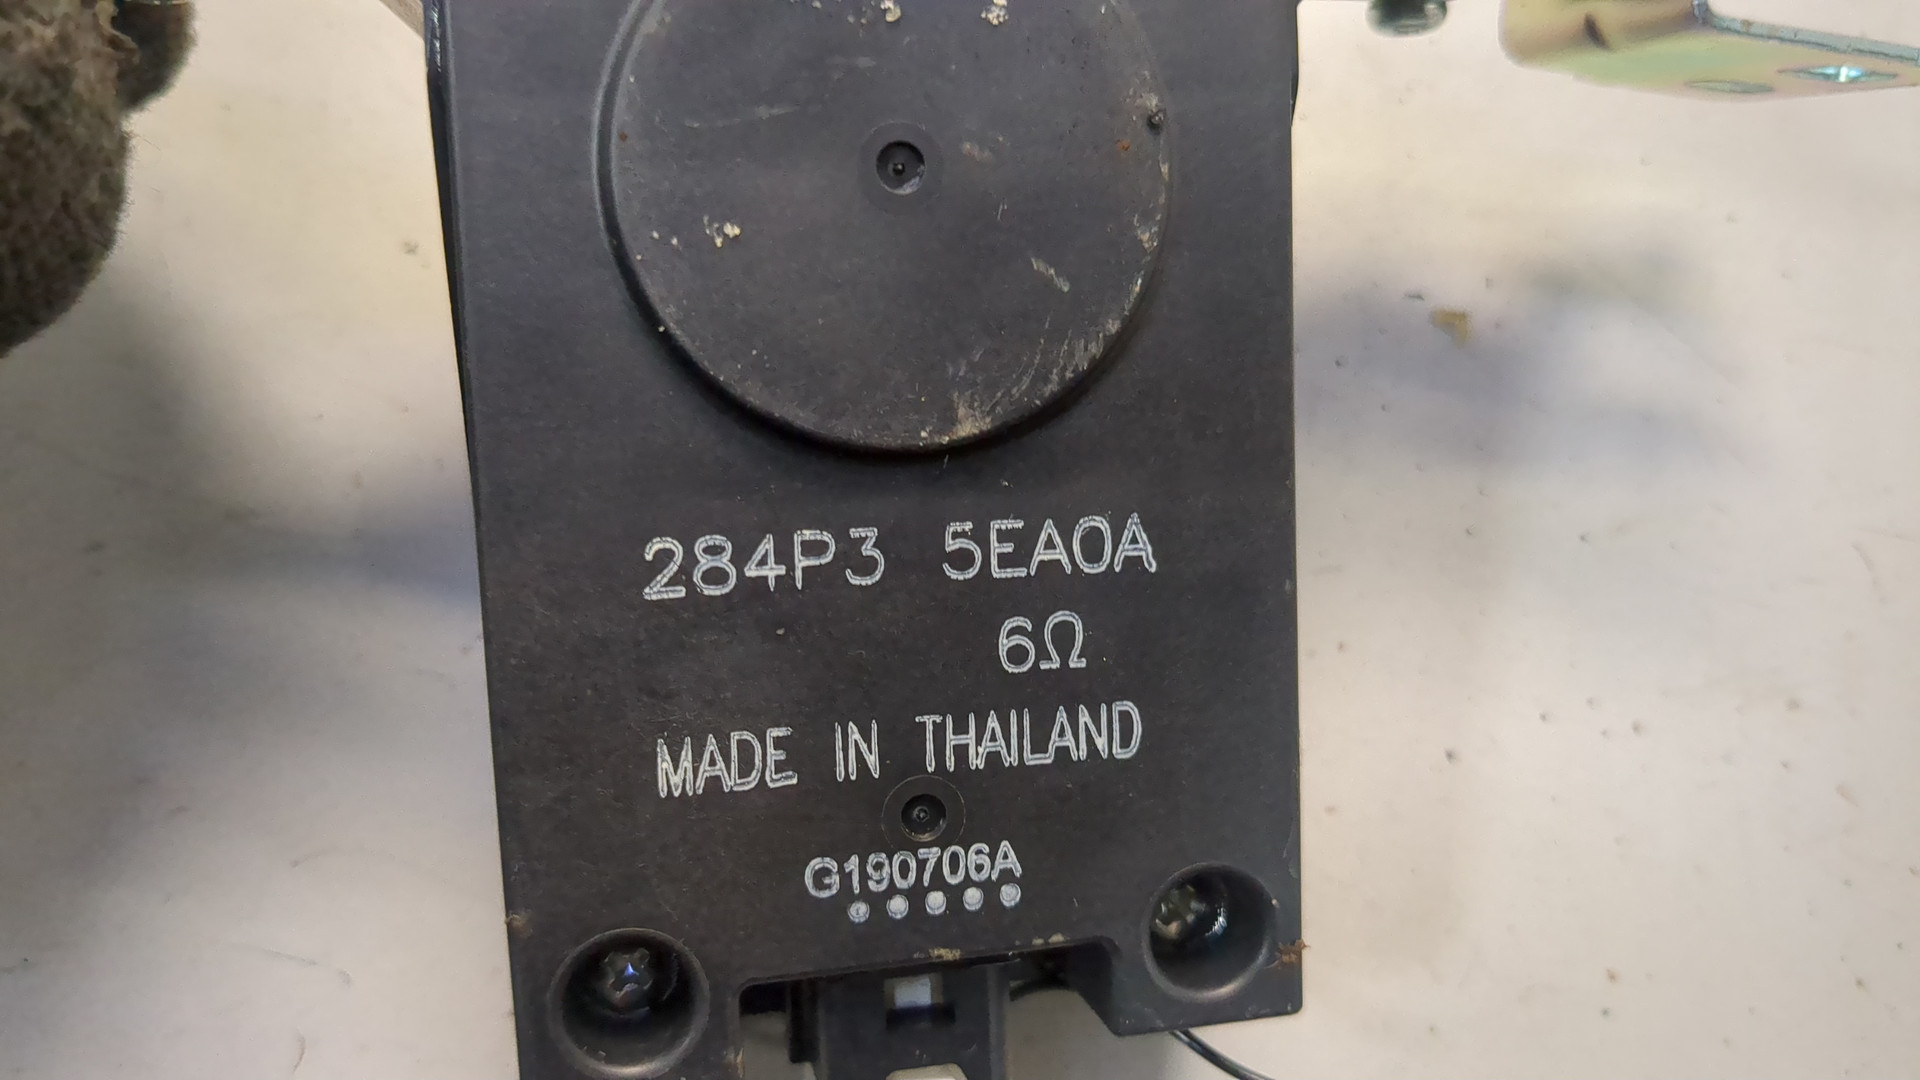 284P3 5EA0A
6Ω
MADE IN THAILAND
G190706A